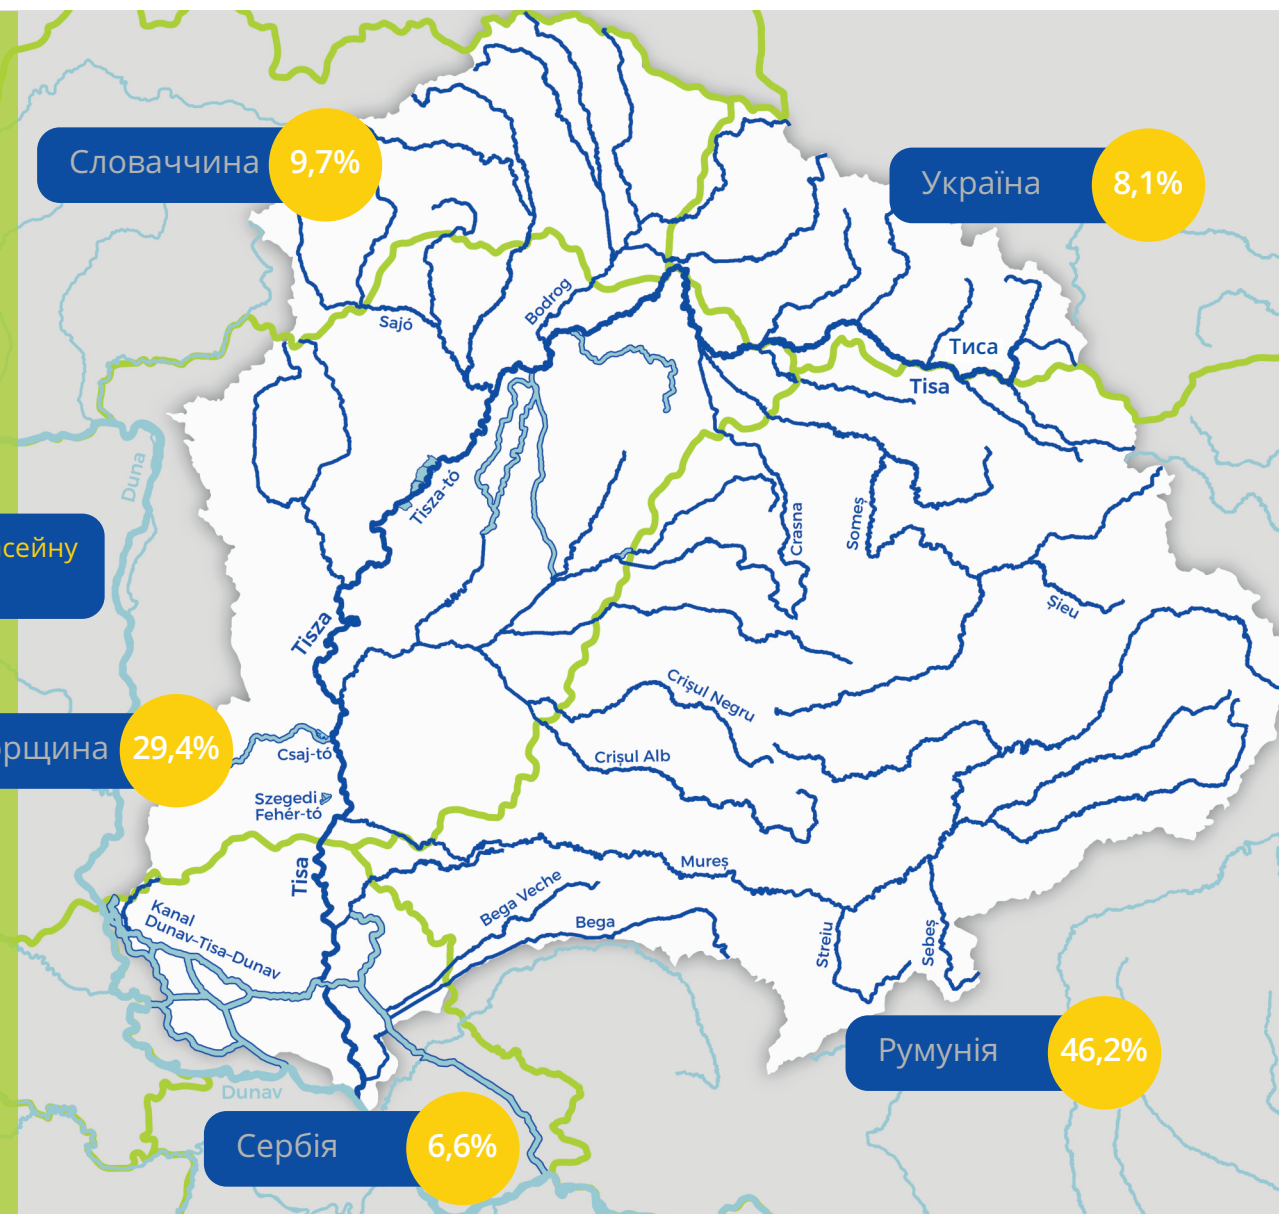 Словаччина 9,7%
Україна 8,1%
Bodrog
Sajó
Тиса
Tisa
Duna
Tisza-tó
Crasna
Someș
сейну
Șieu
Tisza
Crișul Negru
рщина 29,4%
Csaj-tó
Crișul Alb
Szegedi
Fehér-tó
Tisa
Mureș
Bega Veche
Kanal
Dunav-Tisa-Dunav
Bega
Streiu
Sebeș
Румунія 46,2%
Dunav
Сербія 6,6%